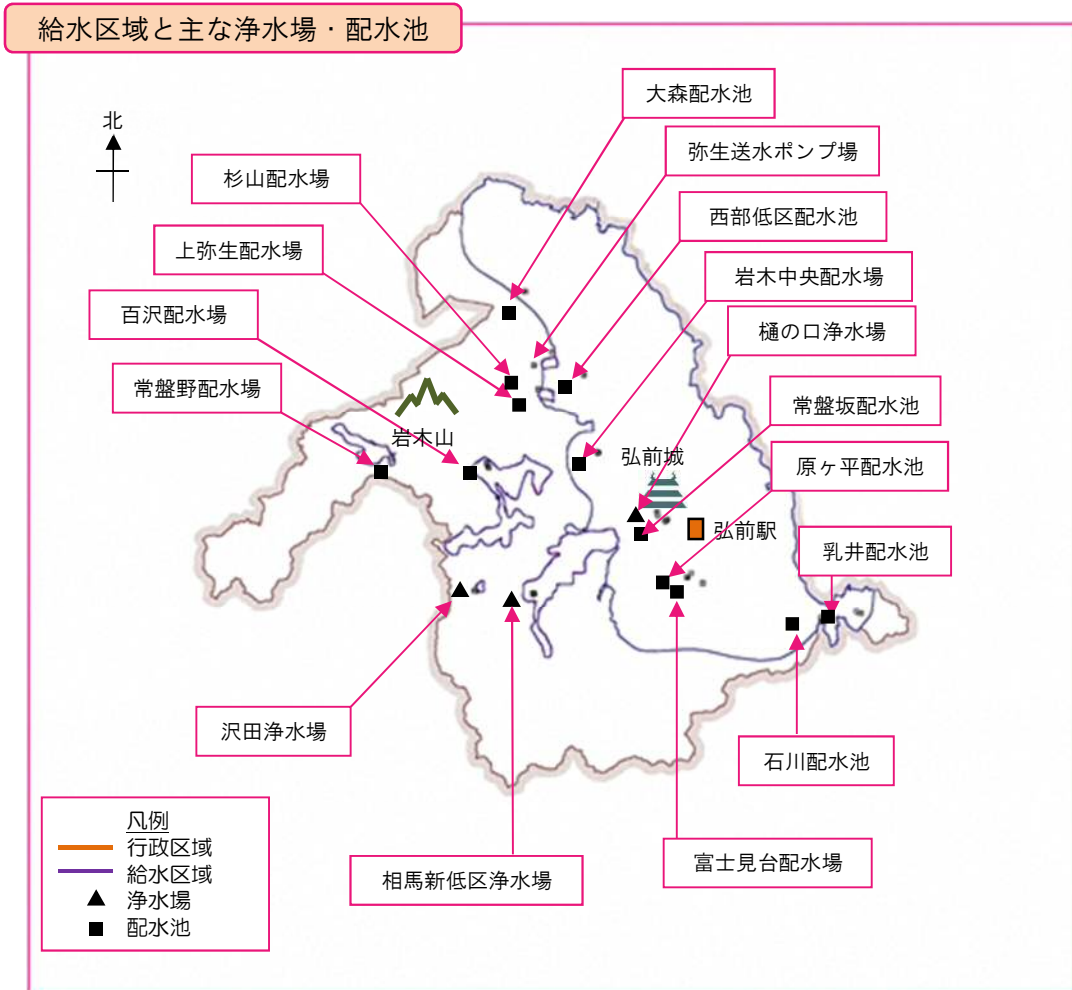 給水区域と主な浄水場・配水池
北
大森配水池
弥生送水ポンプ場
杉山配水場
西部低区配水池
上弥生配水場
岩木中央配水場
百沢配水場
樋の口浄水場
常盤野配水場
常盤坂配水池
岩木山
弘前城
原ヶ平配水池
弘前駅
乳井配水池
沢田浄水場
石川配水池
相馬新低区浄水場
富士見台配水場
凡例
行政区域
給水区域
浄水場
配水池